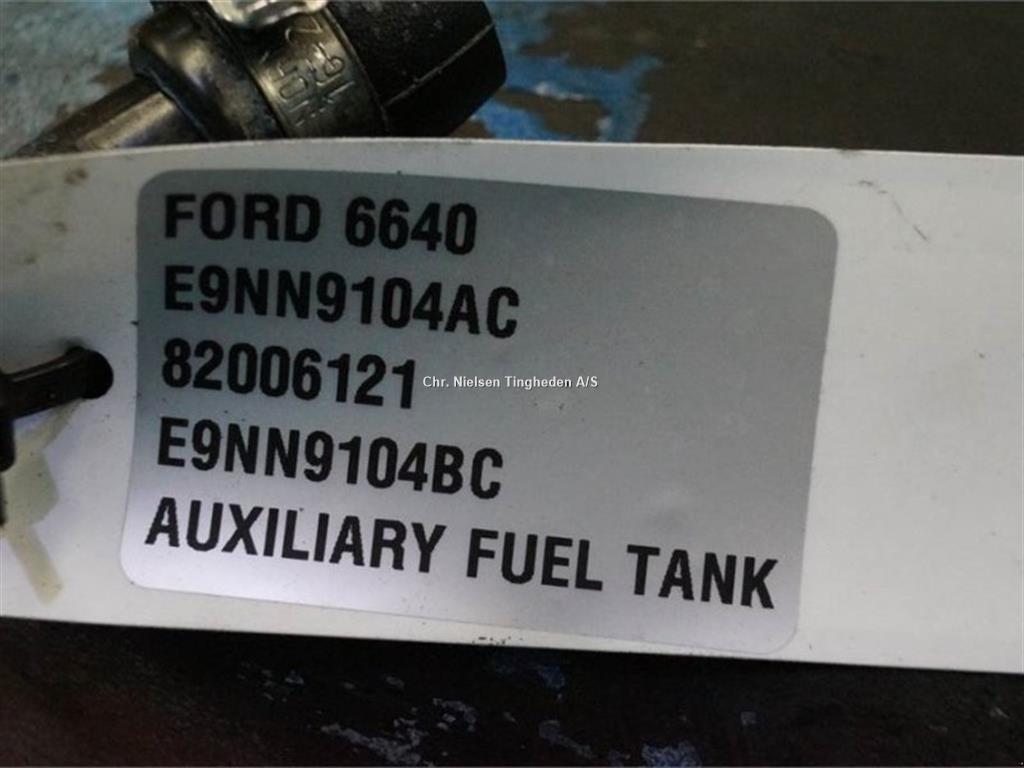 FORD 6640
E9NN9104AC
82006121
Chr. Nielsen Tingheden A/S
E9NN9104BC
AUXILIARY FUEL TANK